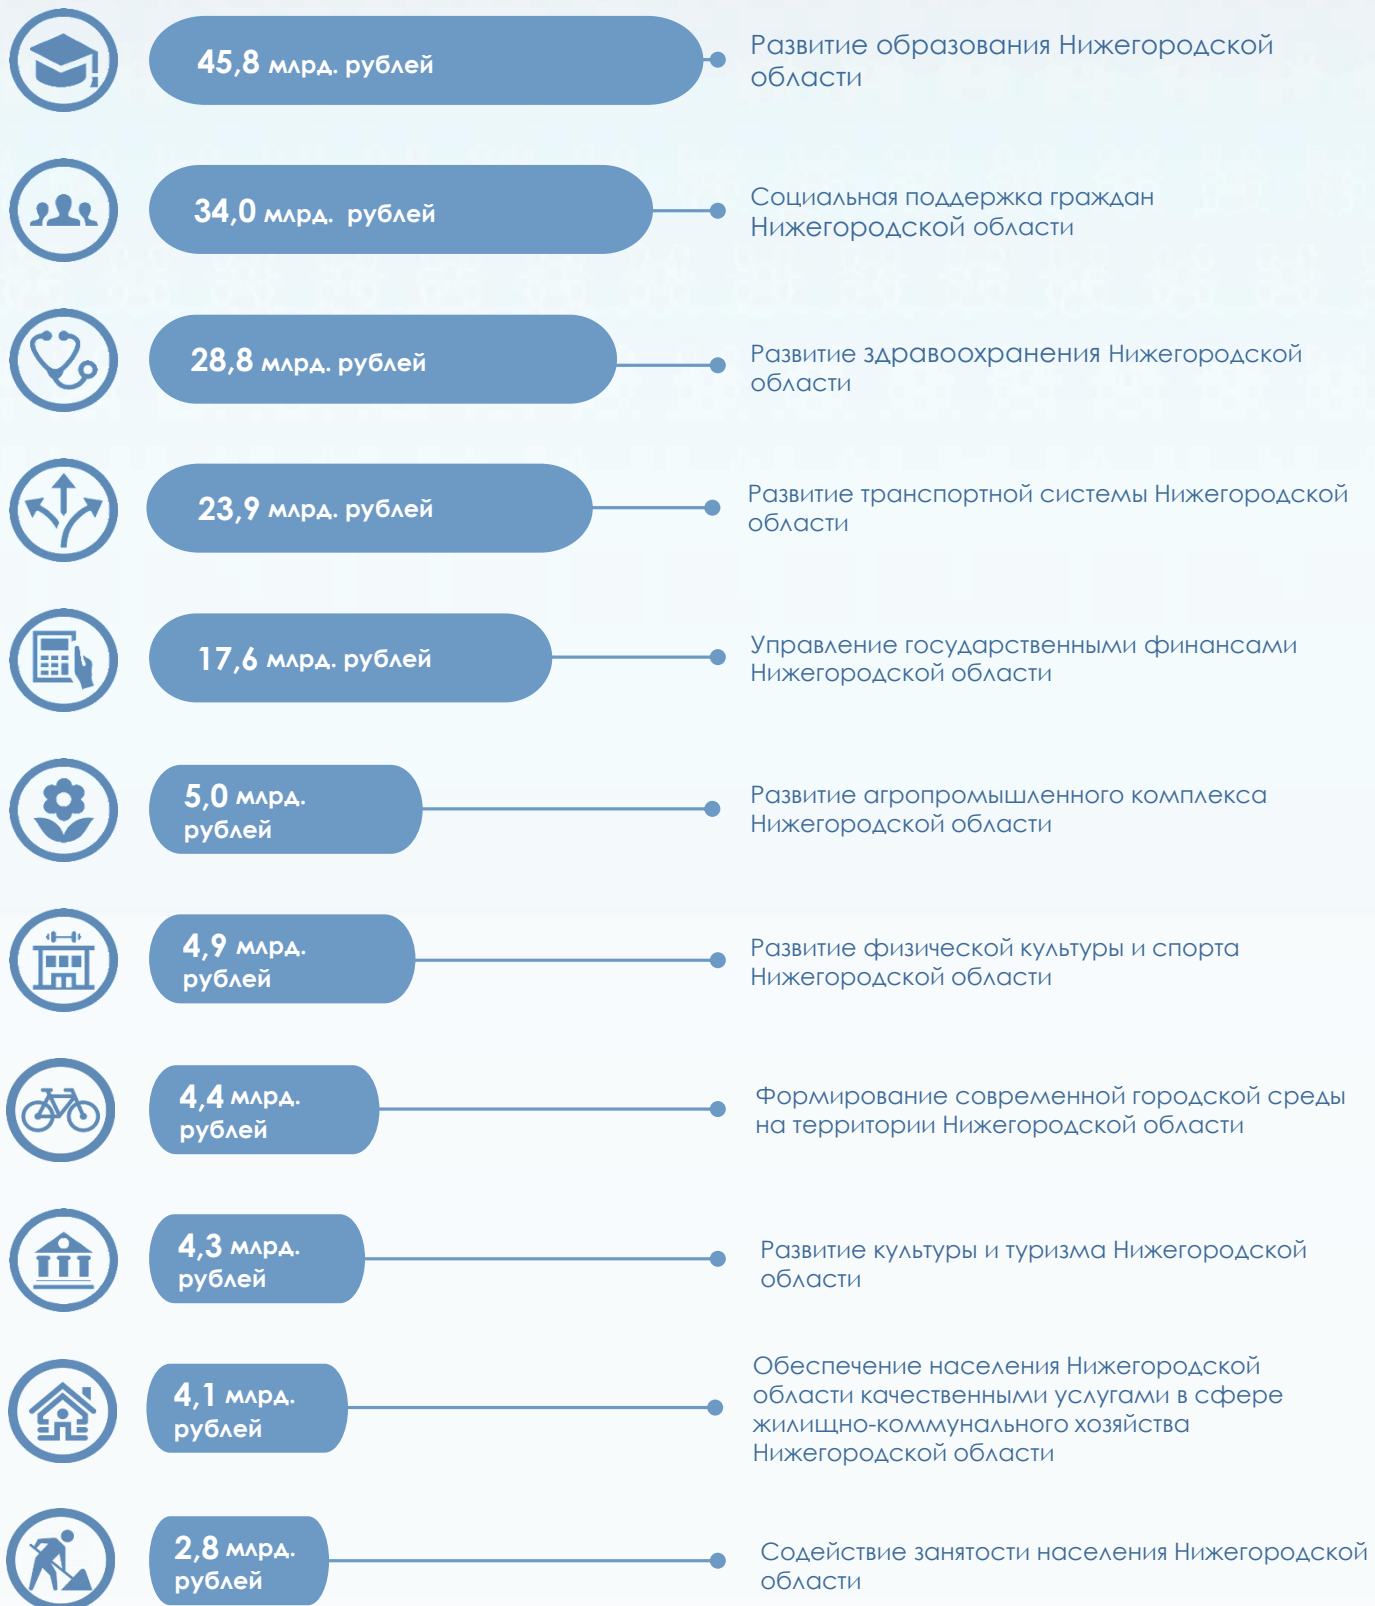 45,8 млрд. рублей
Развитие образования Нижегородской
области
34,0 млрд. рублей
Социальная поддержка граждан
Нижегородской области
28,8 млрд. рублей
Развитие здравоохранения Нижегородской
области
23,9 млрд. рублей
Развитие транспортной системы Нижегородской
области
17,6 млрд. рублей
Управление государственными финансами
Нижегородской области
5,0 млрд.
рублей
Развитие агропромышленного комплекса
Нижегородской области
4,9 млрд.
рублей
Развитие физической культуры и спорта
Нижегородской области
4,4 млрд.
рублей
Формирование современной городской среды
на территории Нижегородской области
4,3 млрд.
рублей
Развитие культуры и туризма Нижегородской
области
4,1 млрд.
рублей
Обеспечение населения Нижегородской
области качественными услугами в сфере
жилищно-коммунального хозяйства
Нижегородской области
2,8 млрд.
рублей
Содействие занятости населения Нижегородской
области